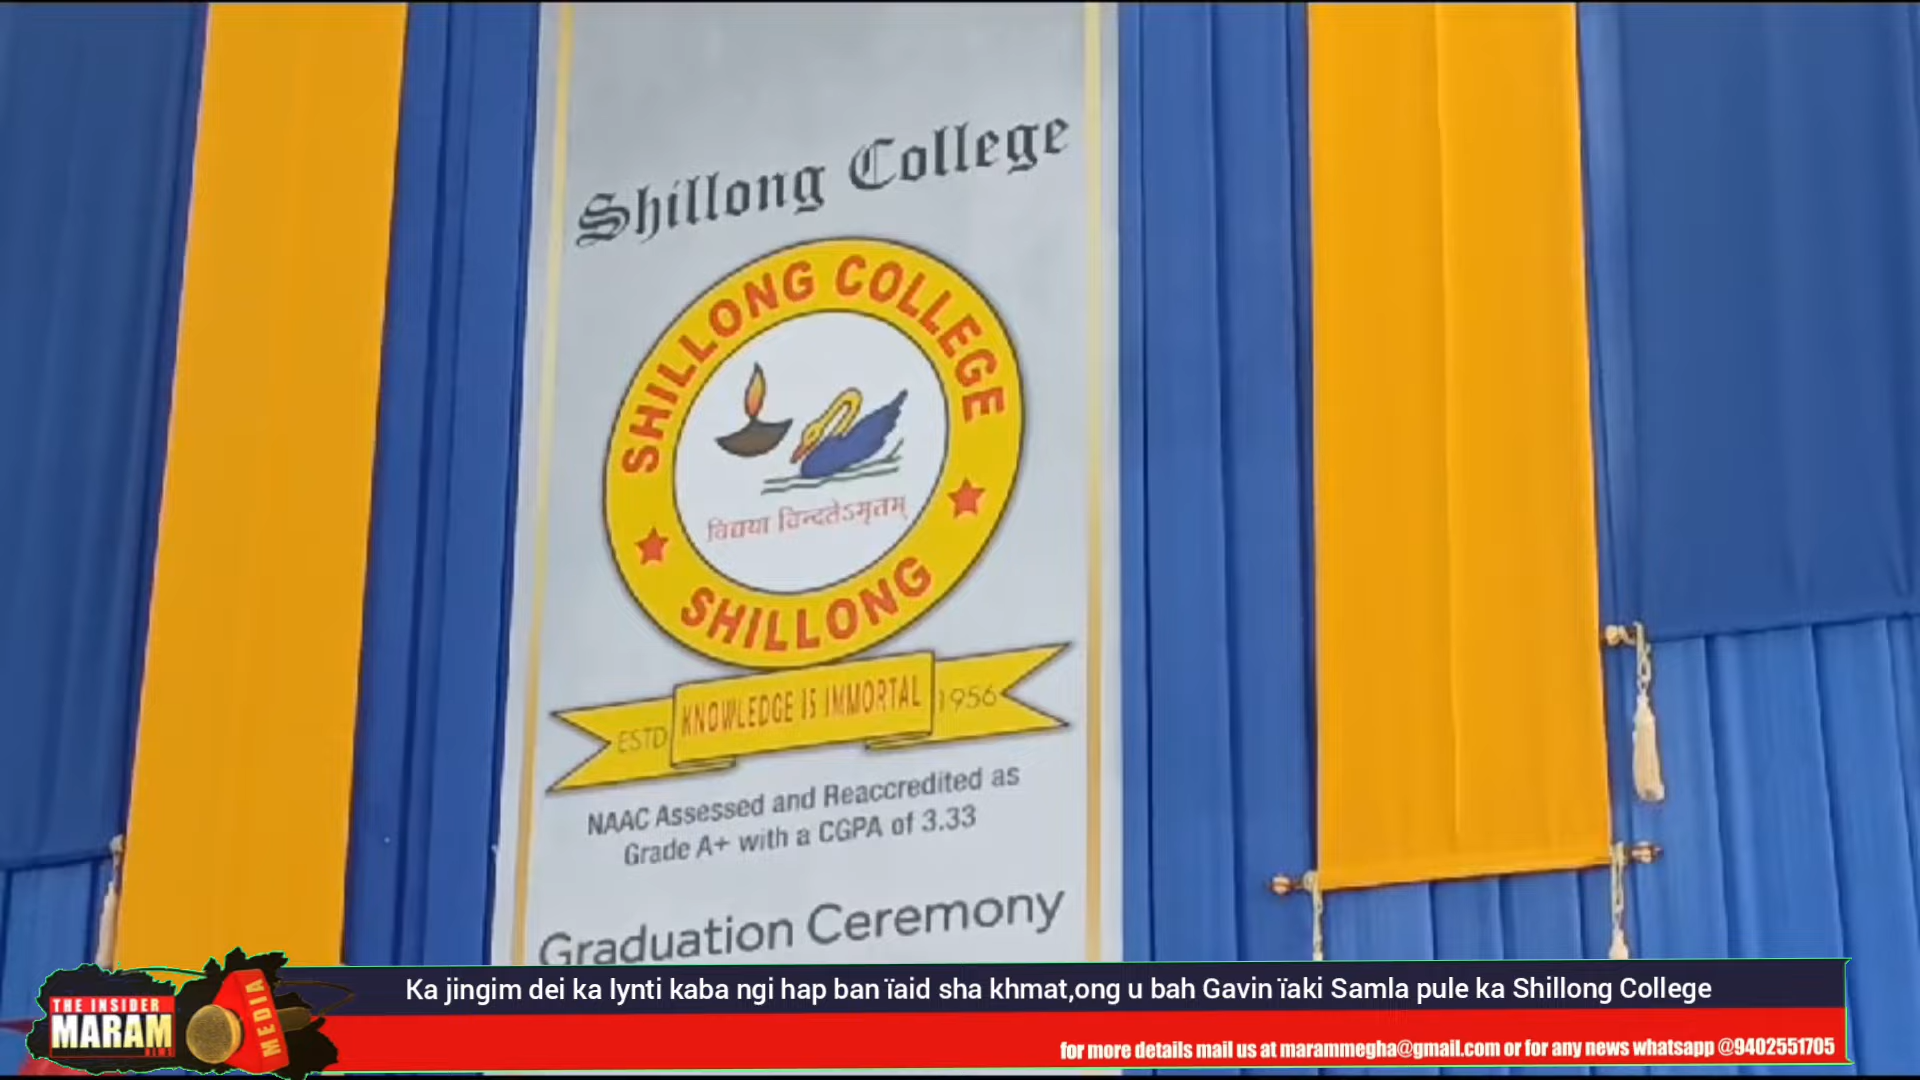 Shillong College
SHILLONG COLLEGE
विद्यया विन्दतेऽमृतम्
SHILLONG
ESTD KNOWLEDGE IS IMMORTAL 1956
NAAC Assessed and Reaccredited as
Grade A+ with a CGPA of 3.33
Graduation Ceremony
Ka jingim dei ka lynti kaba ngi hap ban ïaid sha khmat,ong u bah Gavin ïaki Samla pule ka Shillong College
THE INSIDER
MARAM
NEWS
MEDIA
for more details mail us at marammegha@gmail.com or for any news whatsapp @9402551705